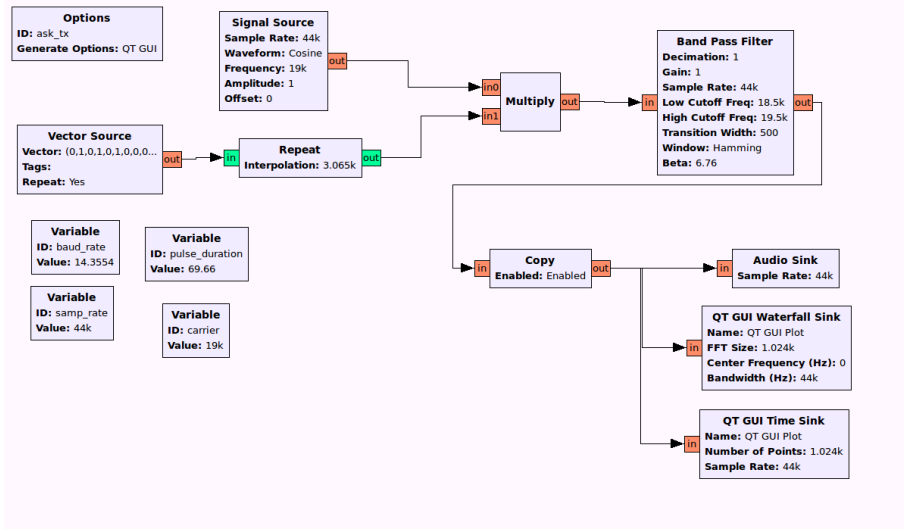 Options
ID: ask_tx
Generate Options: QT GUI
Signal Source
Sample Rate: 44k
Waveform: Cosine
Frequency: 19k
Amplitude: 1
Offset: 0
out
in0
in1
Multiply
out
Band Pass Filter
Decimation: 1
Gain: 1
Sample Rate: 44k
Low Cutoff Freq: 18.5k
High Cutoff Freq: 19.5k
Transition Width: 500
Window: Hamming
Beta: 6.76
in
out
Vector Source
Vector: (0,1,0,1,0,1,0,0,0...
Tags:
Repeat: Yes
out
in
Repeat
Interpolation: 3.065k
out
Variable
ID: baud_rate
Value: 14.3554
Variable
ID: pulse_duration
Value: 69.66
Variable
ID: samp_rate
Value: 44k
Variable
ID: carrier
Value: 19k
in
Copy
Enabled: Enabled
out
in
Audio Sink
Sample Rate: 44k
in
QT GUI Waterfall Sink
Name: QT GUI Plot
FFT Size: 1.024k
Center Frequency (Hz): 0
Bandwidth (Hz): 44k
in
QT GUI Time Sink
Name: QT GUI Plot
Number of Points: 1.024k
Sample Rate: 44k